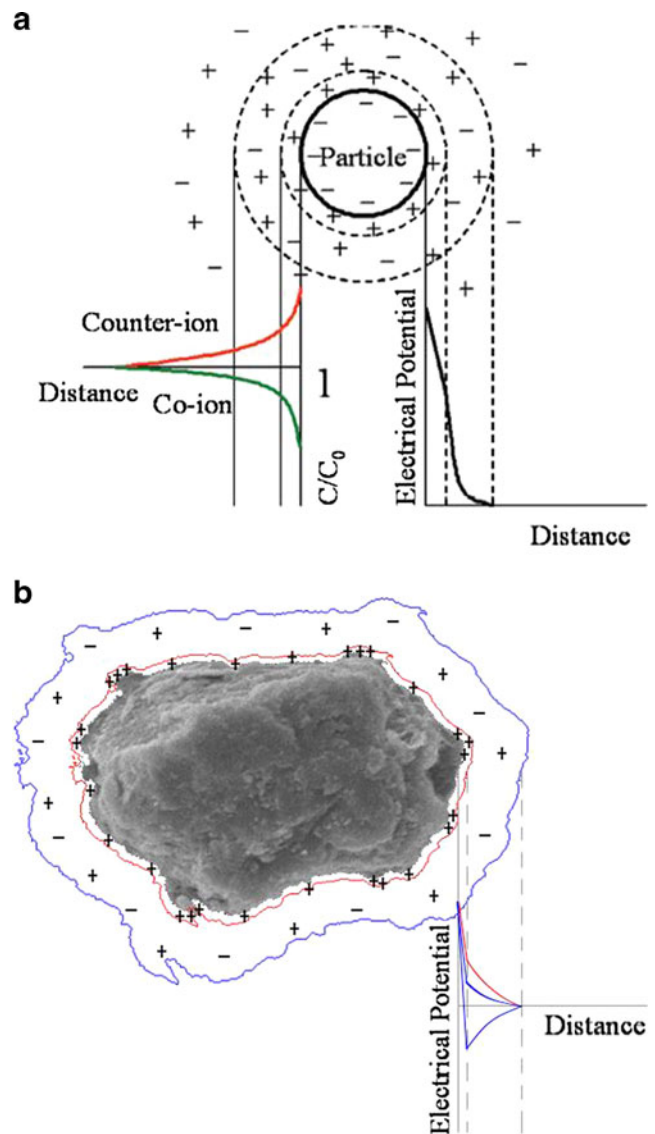 a
Particle
Counter-ion
Distance
Co-ion
1
C/C0
Electrical Potential
Distance
b
Electrical Potential
Distance